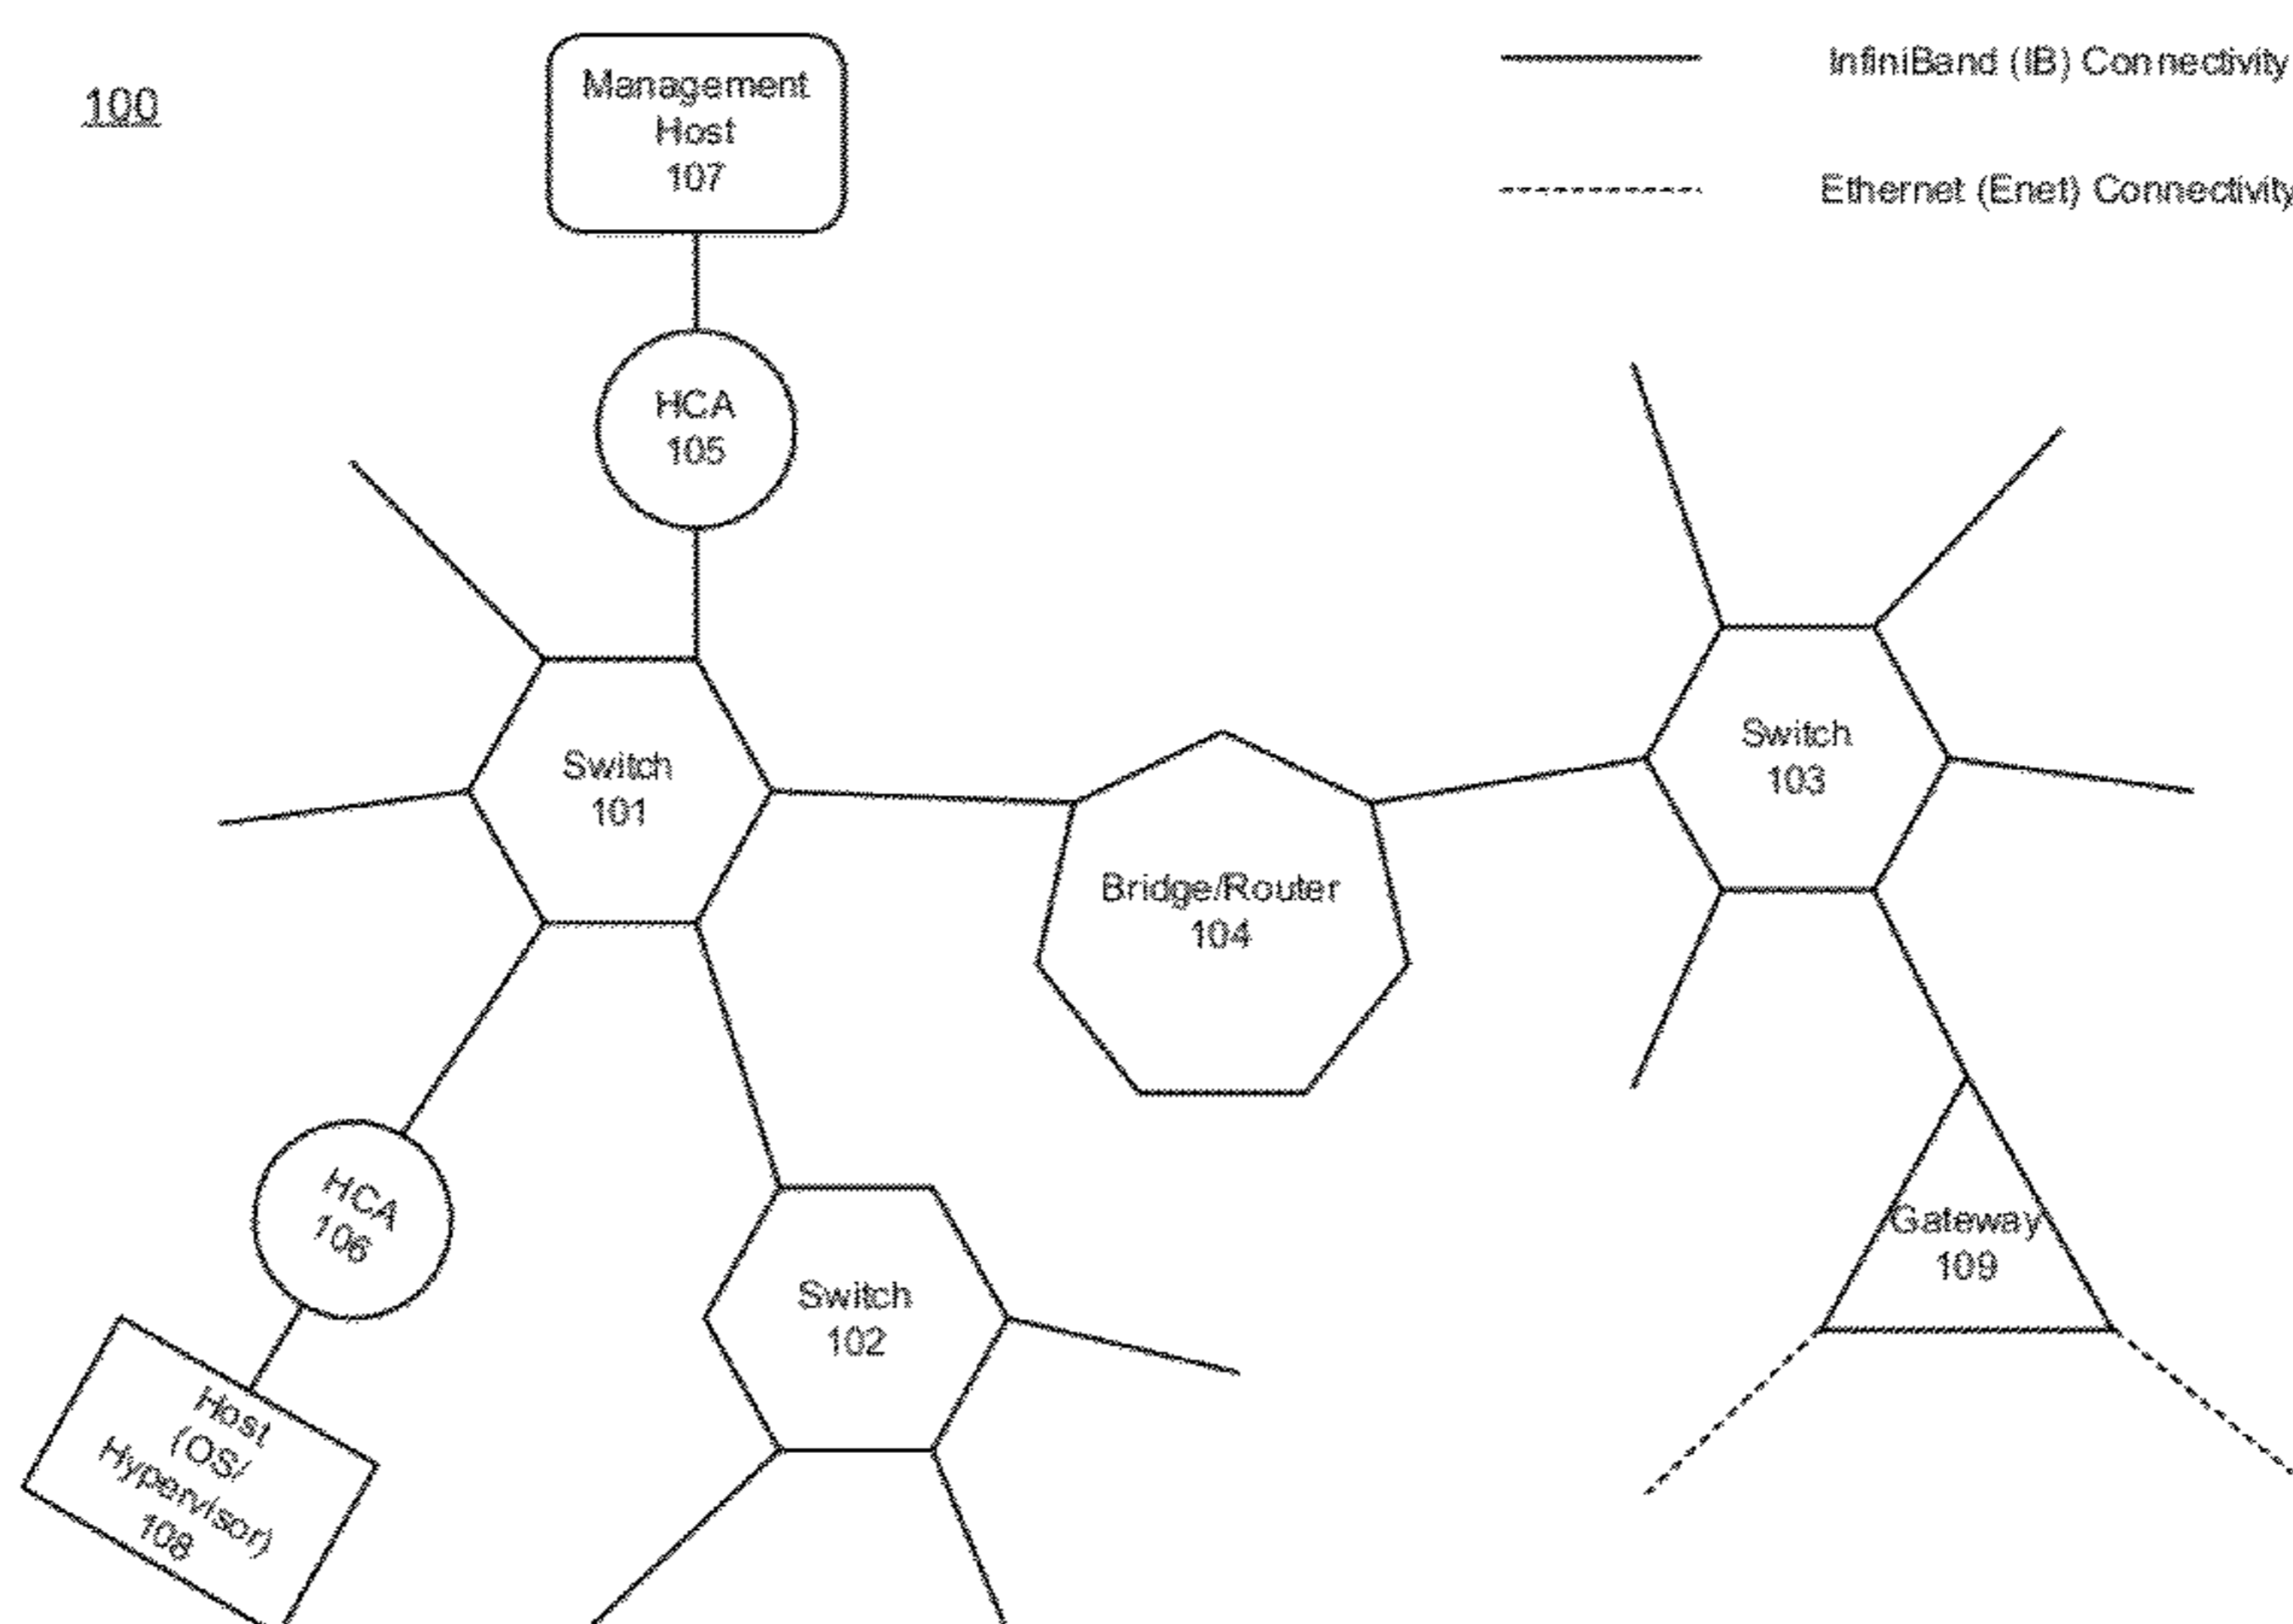 100
Management
Host
107
InfiniBand (IB) Connectivity
Ethernet (Enet) Connectivity
HCA
105
Switch
101
Switch
103
Bridge/Router
104
HCA
106
Switch
102
Gateway
109
Host
(OS/
Hypervisor)
108